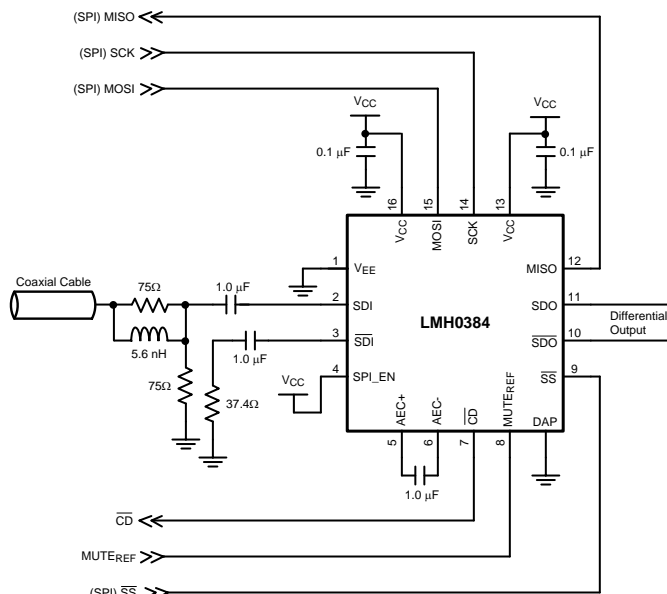 (SPI) MISO
(SPI) SCK
(SPI) MOSI
VCC
VCC
0.1 µF
0.1 µF
16
15
14
13
VCC
MOSI
SCK
VCC
1
VEE
MISO
12
Coaxial Cable
75Ω
1.0 µF
2
SDI
LMH0384
SDO
11
Differential
Output
5.6 nH
1.0 µF
3
SDI
SDO
10
75Ω
37.4Ω
VCC
4
SPI_EN
SS
9
AEC+
AEC-
CD
MUTEREF
DAP
5
6
7
8
1.0 µF
CD
MUTEREF
(SPI) SS